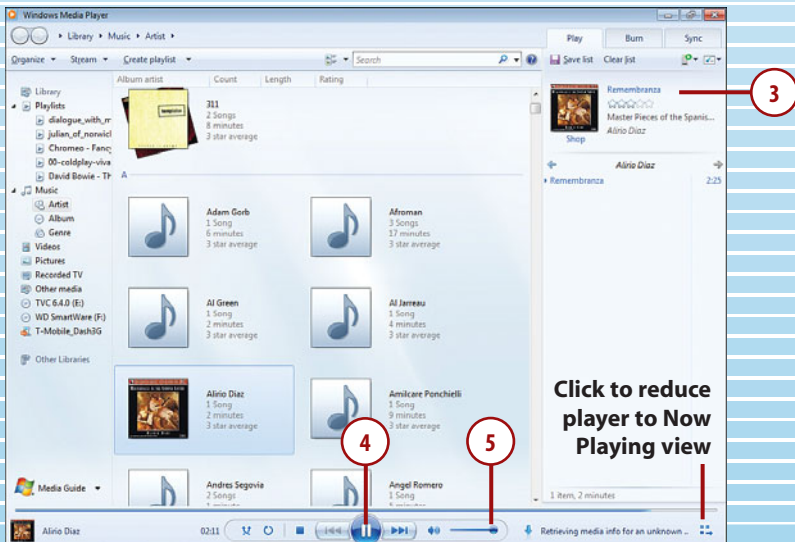 Windows Media Player
Library Music Artist
Play Burn Sync
Organize Stream Create playlist Search Save list Clear list
Album artist Count Length Rating
Library
Playlists
dialogue_with_m
julian_of_norwicl
Chromeo - Fancy
00-coldplay-viva
David Bowie - Th
Music
Artist
Album
Genre
Videos
Pictures
Recorded TV
Other media
TVC 6.4.0 (E:)
WD SmartWare (F:)
T-Mobile_Dash3G
Other Libraries
Media Guide
311
2 Songs
8 minutes
3 star average
A
Adam Gorb
1 Song
6 minutes
3 star average
Afroman
3 Songs
17 minutes
3 star average
Al Green
1 Song
2 minutes
3 star average
Al Jarreau
1 Song
4 minutes
3 star average
Alirio Diaz
1 Song
2 minutes
3 star average
Amilcare Ponchielli
1 Song
9 minutes
3 star average
Andres Segovia
2 Songs
Angel Romero
1 Song
Remembranza
Master Pieces of the Spanis...
Alirio Diaz
Shop
Alirio Diaz
Remembranza 2:25
3
Click to reduce
player to Now
Playing view
4
5
1 item, 2 minutes
Alirio Diaz 02:11 Retrieving media info for an unknown ..